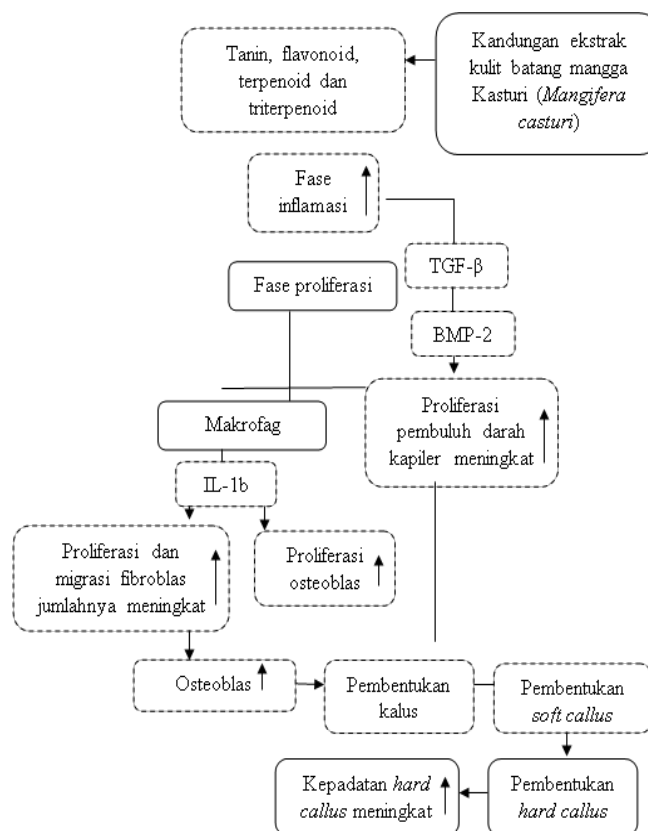 Tanin, flavonoid,
terpenoid dan
triterpenoid
Kandungan ekstrak
kulit batang mangga
Kasturi (Mangifera
casturi)
Fase
inflamasi
TGF-β
Fase proliferasi
BMP-2
Makrofag
Proliferasi
pembuluh darah
kapiler meningkat
IL-1b
Proliferasi dan
migrasi fibroblas
jumlahnya meningkat
Proliferasi
osteoblas
Osteoblas
Pembentukan
kalus
Pembentukan
soft callus
Kepadatan hard
callus meningkat
Pembentukan
hard callus